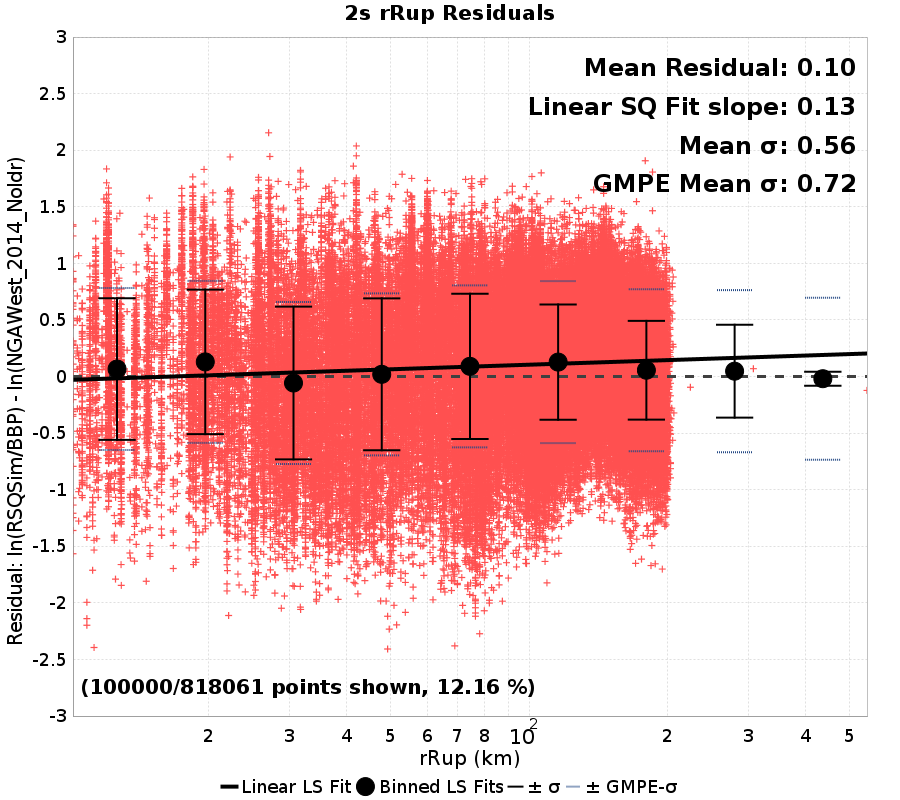 2s rRup Residuals
Residual: ln(RSQSim/BBP) - ln(NGAWest_2014_NoIdr)
3
2.5
2
1.5
1
0.5
0
-0.5
-1
-1.5
-2
-2.5
-3
Mean Residual: 0.10
Linear SQ Fit slope: 0.13
Mean σ: 0.56
GMPE Mean σ: 0.72
(100000/818061 points shown, 12.16 %)
2 3 4 5 6 7 8 10² 2 3 4 5
rRup (km)
Linear LS Fit Binned LS Fits ± σ ± GMPE-σ